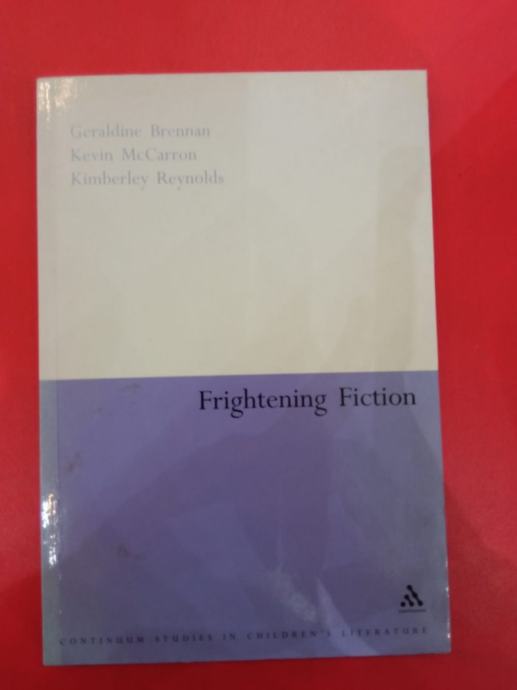 Geraldine Brennan
Kevin McCarron
Kimberley Reynolds
Frightening Fiction
CONTINUUM STUDIES IN CHILDREN'S LITERATURE